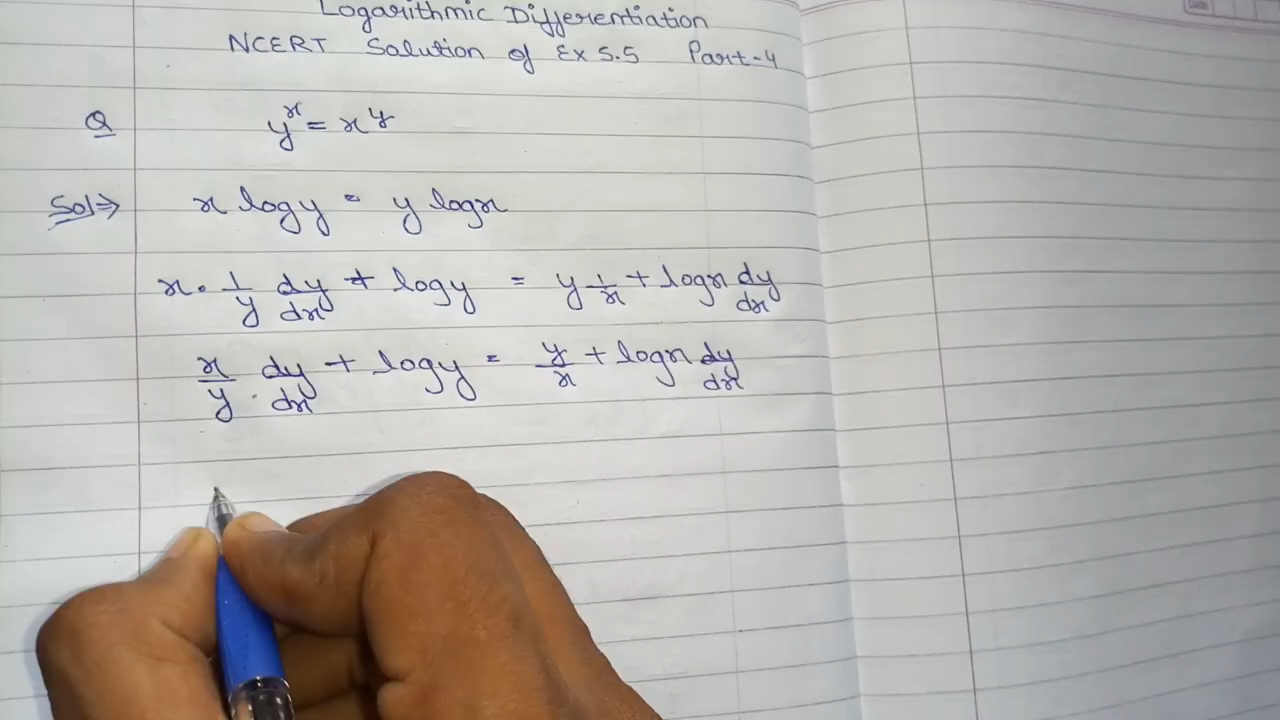 Logarithmic Differentiation
NCERT Solution of Ex 5.5 Part-4
Q y^x = x^y
Sol⇒ x log y = y log x
x · 1/y dy/dx + log y = y 1/x + log x dy/dx
x/y · dy/dx + log y = y/x + log x dy/dx